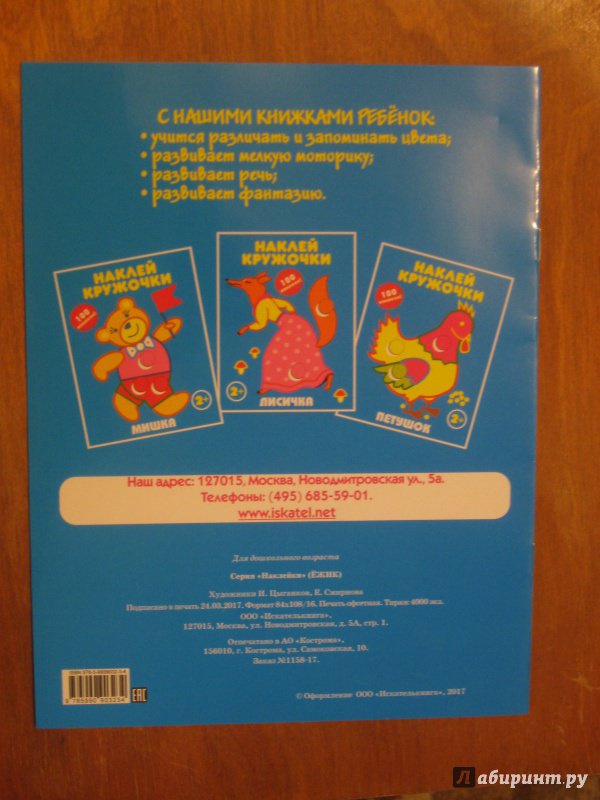 С НАШИМИ КНИЖКАМИ РЕБЁНОК:
• учится различать и запоминать цвета;
• развивает мелкую моторику;
• развивает речь;
• развивает фантазию.
НАКЛЕЙ
КРУЖОЧКИ
100
МИШКА
2+
НАКЛЕЙ
КРУЖОЧКИ
100
ЛИСИЧКА
2+
НАКЛЕЙ
КРУЖОЧКИ
100
ПЕТУШОК
2+
Наш адрес: 127015, Москва, Новодмитровская ул., 5а.
Телефоны: (495) 685-59-01.
www.iskatel.net
Для дошкольного возраста
Серия «Наклейки» (ЁЖИК)
Художники И. Цыганков, Е. Смирнова
Подписано в печать 24.03.2017. Формат 84х108/16. Печать офсетная. Тираж 4000 экз.
ООО «Искателькнига»,
127015, Москва, ул. Новодмитровская, д. 5А, стр. 1.
Отпечатано в АО «Кострома»,
156010, г. Кострома, ул. Самоковская, 10.
Заказ №1158-17.
EAC
© Оформление ООО «Искателькнига», 2017
Лабиринт.ру